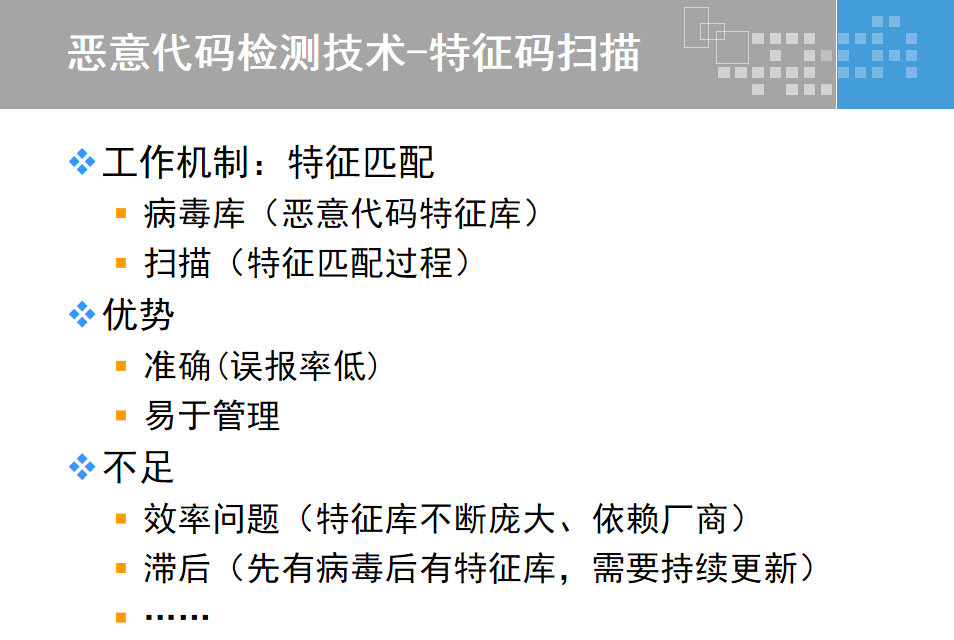 恶意代码检测技术-特征码扫描
工作机制：特征匹配
病毒库（恶意代码特征库）
扫描（特征匹配过程）
优势
准确(误报率低)
易于管理
不足
效率问题（特征库不断庞大、依赖厂商）
滞后（先有病毒后有特征库，需要持续更新）
……